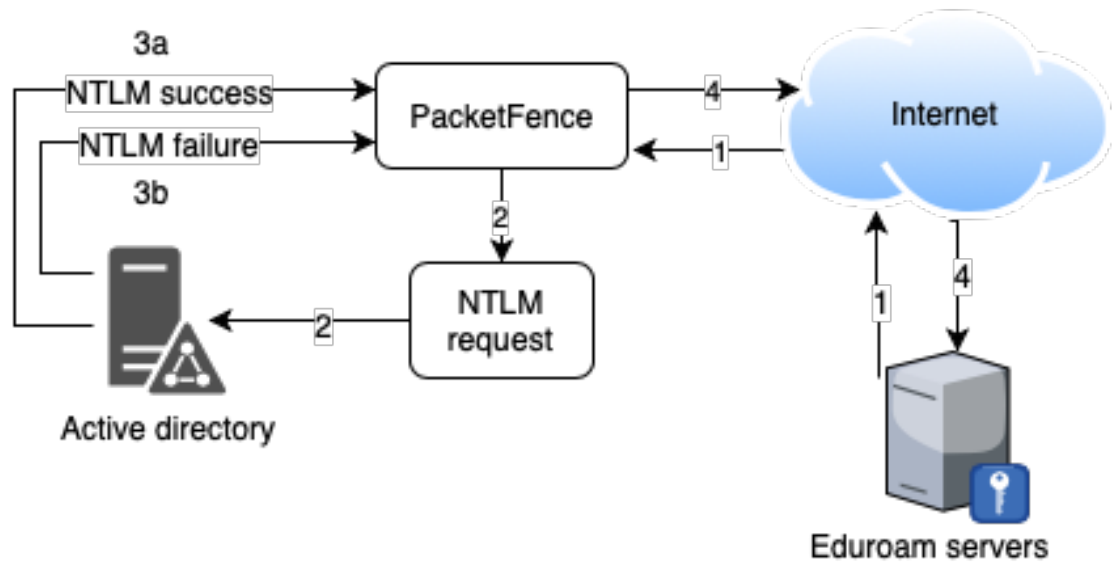 3a
NTLM success
NTLM failure
3b
PacketFence
4
1
Internet
2
NTLM
request
2
1
4
Active directory
Eduroam servers